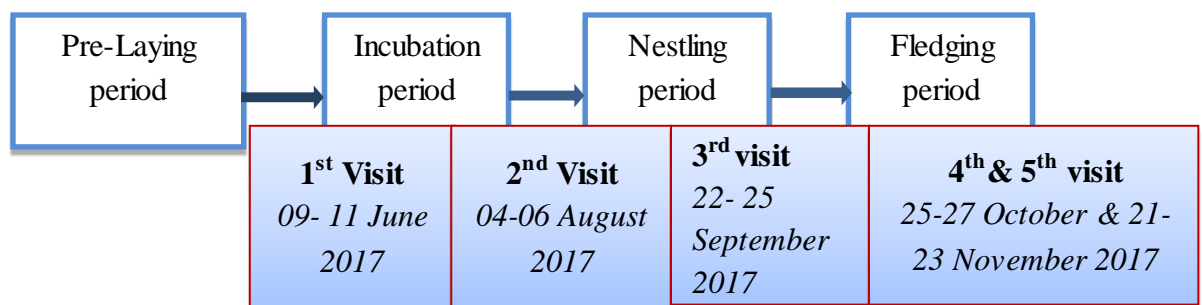 Pre-Laying
period
Incubation
period
Nestling
period
Fledging
period
1st Visit
09- 11 June
2017
2nd Visit
04-06 August
2017
3rd visit
22- 25
September
2017
4th & 5th visit
25-27 October & 21-
23 November 2017